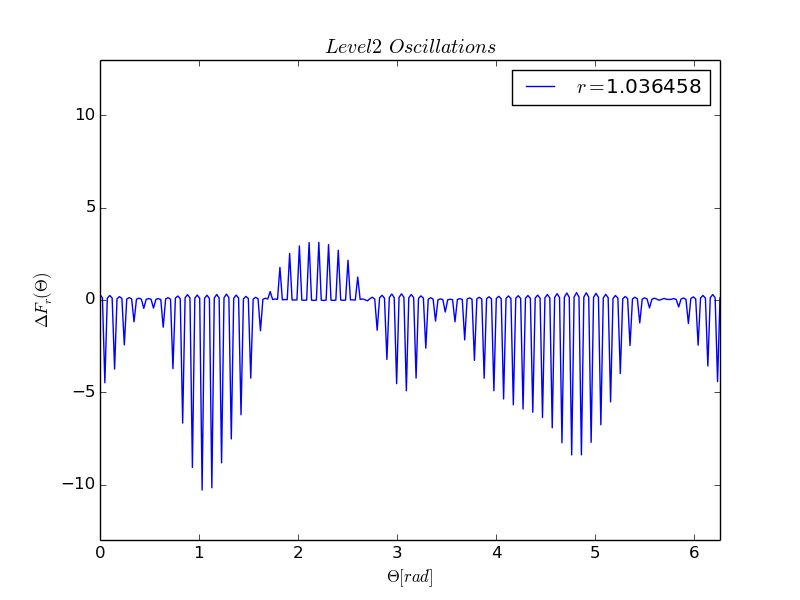 Level2 Oscillations
r=1.036458
10
5
0
−5
−10
ΔF_r(Θ)
0 1 2 3 4 5 6
Θ[rad]